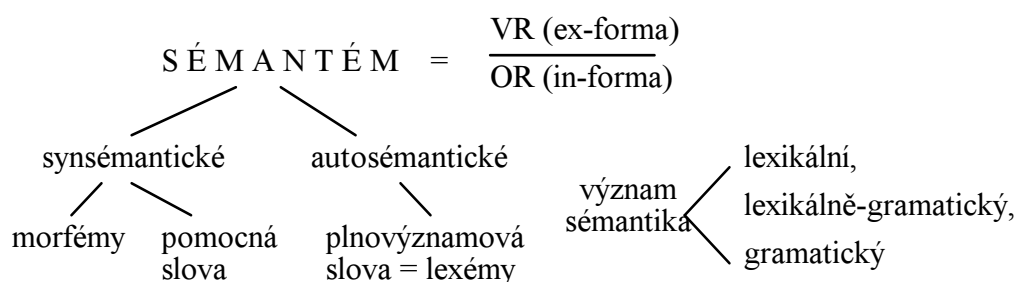 S É M A N T É M = VR (ex-forma)
OR (in-forma)
synsémantické autosémantické
morfémy pomocná slova
plnovýznamová slova = lexémy
význam
sémantika
lexikální,
lexikálně-gramatický,
gramatický